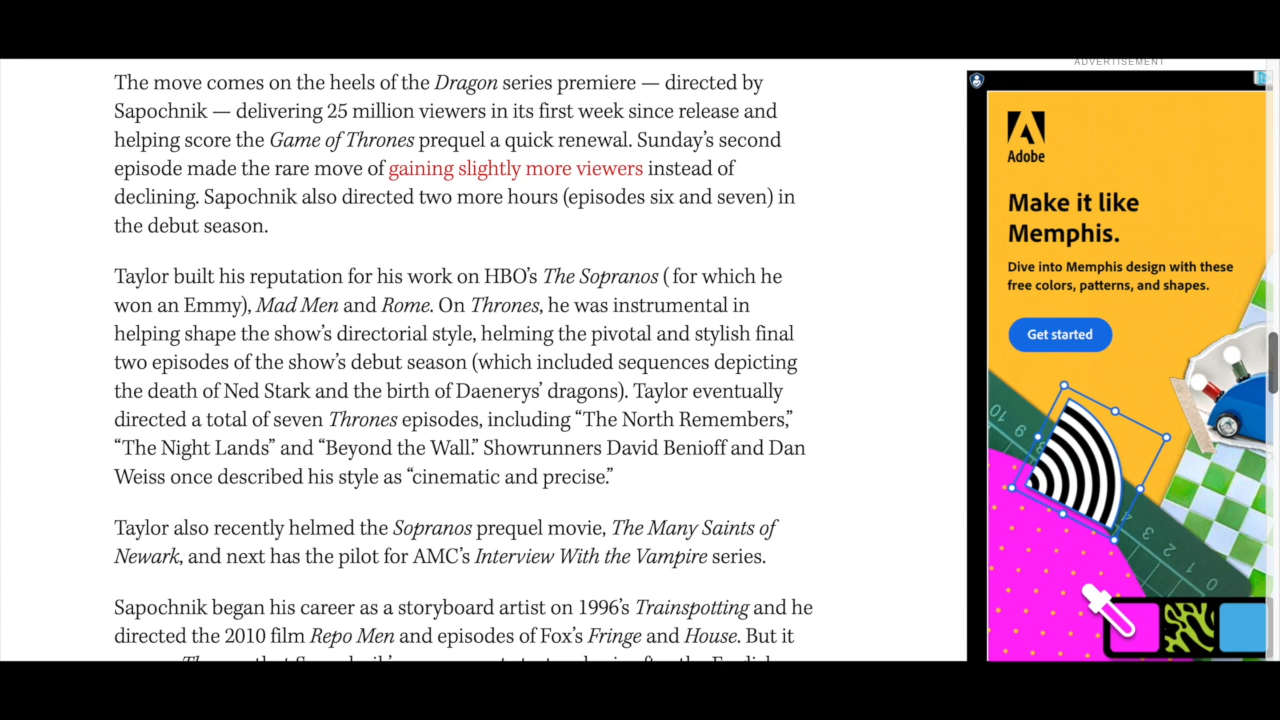 ADVERTISEMENT
The move comes on the heels of the Dragon series premiere — directed by
Sapochnik — delivering 25 million viewers in its first week since release and
helping score the Game of Thrones prequel a quick renewal. Sunday’s second
episode made the rare move of gaining slightly more viewers instead of
declining. Sapochnik also directed two more hours (episodes six and seven) in
the debut season.
Taylor built his reputation for his work on HBO’s The Sopranos ( for which he
won an Emmy), Mad Men and Rome. On Thrones, he was instrumental in
helping shape the show’s directorial style, helming the pivotal and stylish final
two episodes of the show’s debut season (which included sequences depicting
the death of Ned Stark and the birth of Daenerys’ dragons). Taylor eventually
directed a total of seven Thrones episodes, including “The North Remembers,”
“The Night Lands” and “Beyond the Wall.” Showrunners David Benioff and Dan
Weiss once described his style as “cinematic and precise.”
Taylor also recently helmed the Sopranos prequel movie, The Many Saints of
Newark, and next has the pilot for AMC’s Interview With the Vampire series.
Sapochnik began his career as a storyboard artist on 1996’s Trainspotting and he
directed the 2010 film Repo Men and episodes of Fox’s Fringe and House. But it
Adobe
Make it like
Memphis.
Dive into Memphis design with these
free colors, patterns, and shapes.
Get started
10
9
4
3
2
1
0